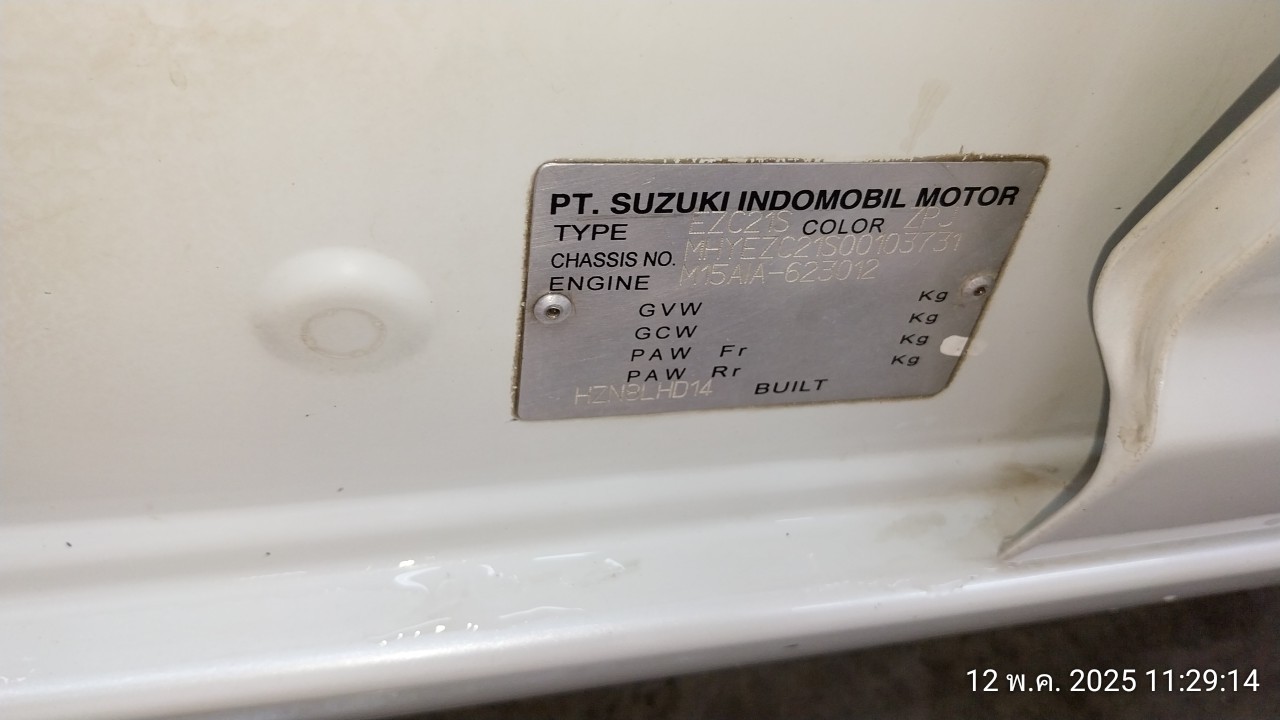 PT. SUZUKI INDOMOBIL MOTOR
TYPE EZC21S COLOR ZPJ
CHASSIS NO. MHYEZC21S00103731
ENGINE M15AIA-623012
GVW Kg
GCW Kg
PAW Fr Kg
PAW Rr Kg
HZN8LHD14 BUILT
12 พ.ค. 2025 11:29:14